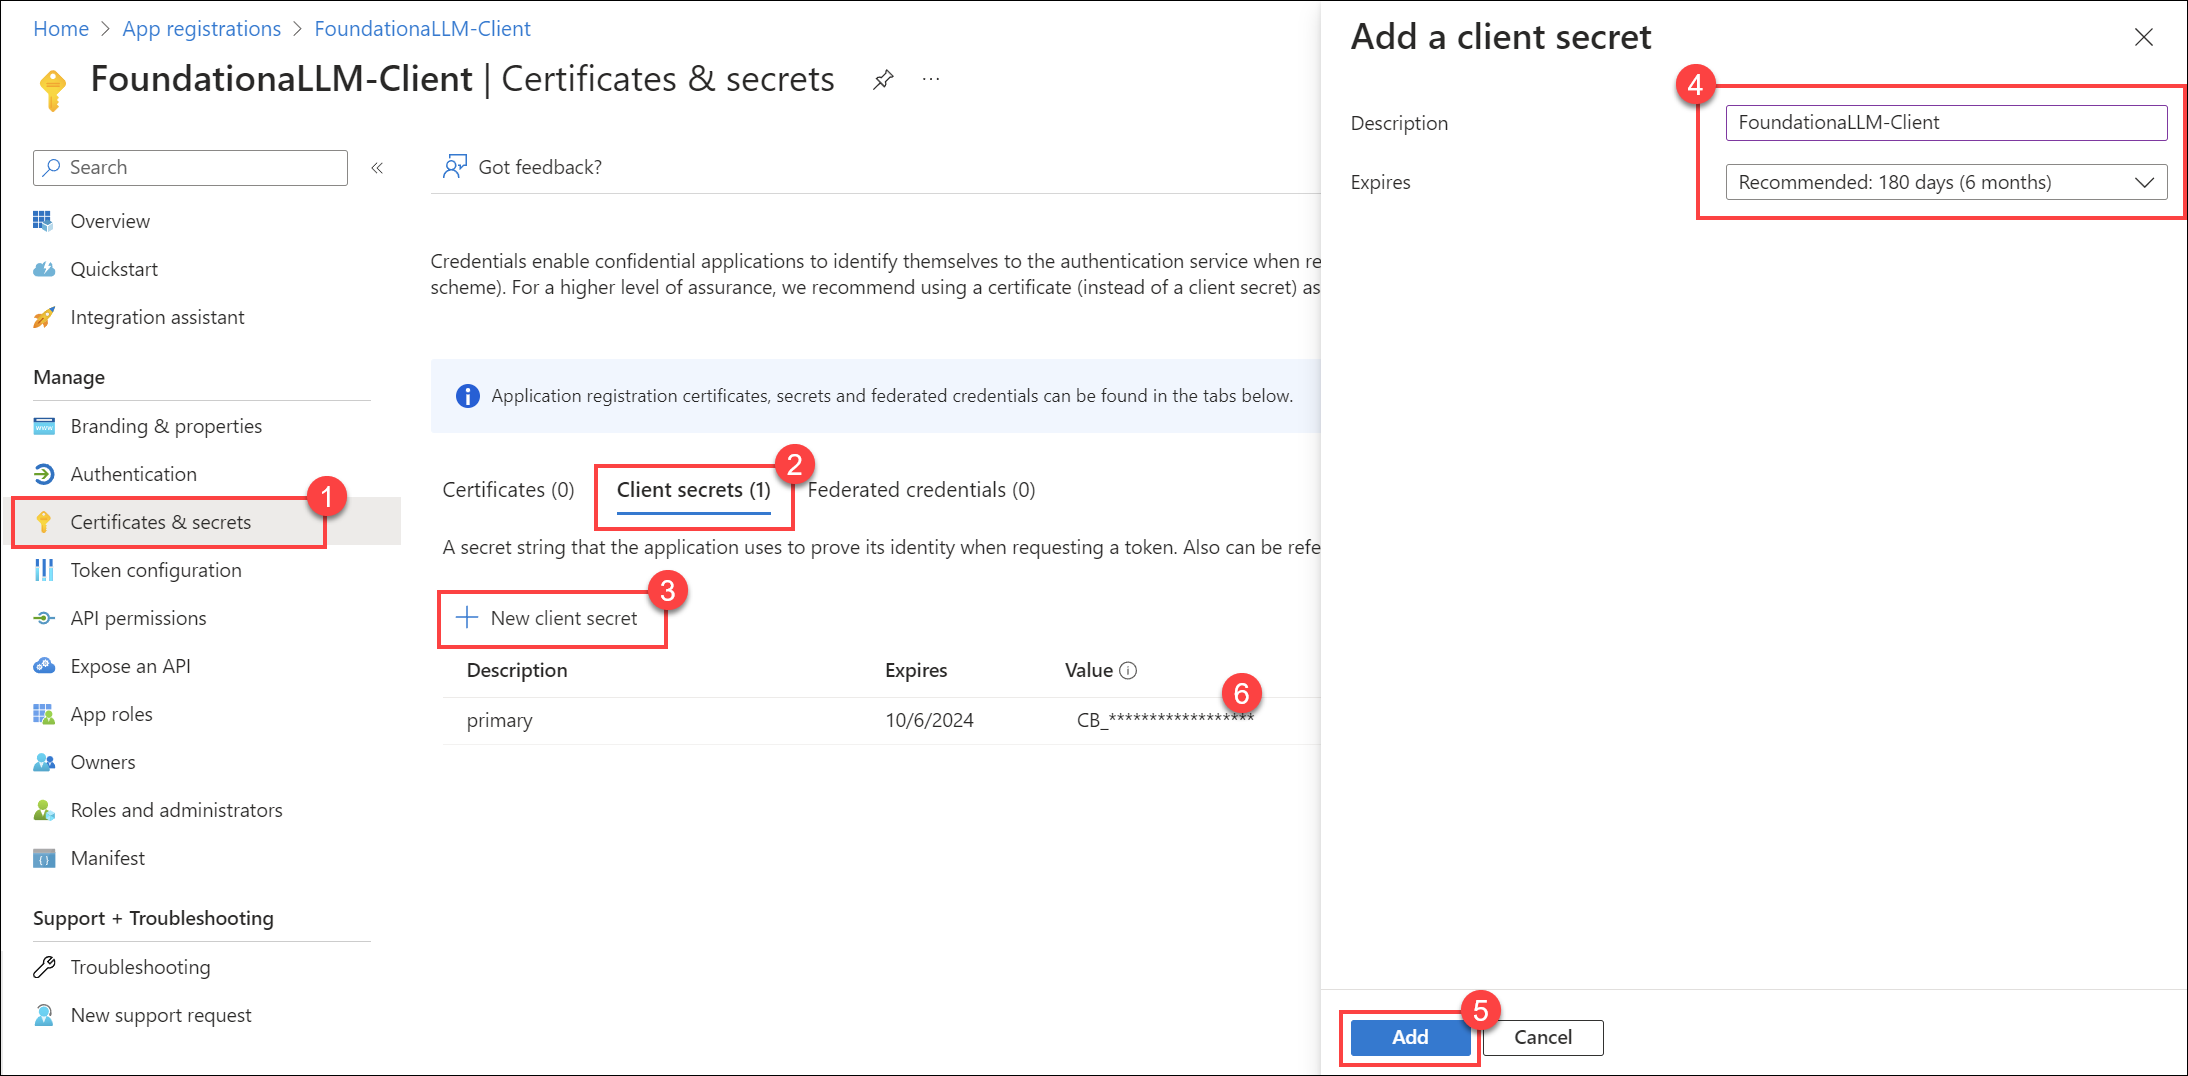 Home > App registrations > FoundationaLLM-Client
FoundationaLLM-Client | Certificates & secrets
Search
Overview
Quickstart
Integration assistant
Manage
Branding & properties
Authentication
1
Certificates & secrets
Token configuration
API permissions
Expose an API
App roles
Owners
Roles and administrators
Manifest
Support + Troubleshooting
Troubleshooting
New support request
Got feedback?
Credentials enable confidential applications to identify themselves to the authentication service when re
scheme). For a higher level of assurance, we recommend using a certificate (instead of a client secret) as
Application registration certificates, secrets and federated credentials can be found in the tabs below.
2
Certificates (0) Client secrets (1) Federated credentials (0)
A secret string that the application uses to prove its identity when requesting a token. Also can be refe
3
New client secret
Description Expires Value
6
primary 10/6/2024 CB_******************
Add a client secret
4
Description FoundationaLLM-Client
Expires Recommended: 180 days (6 months)
5
Add Cancel